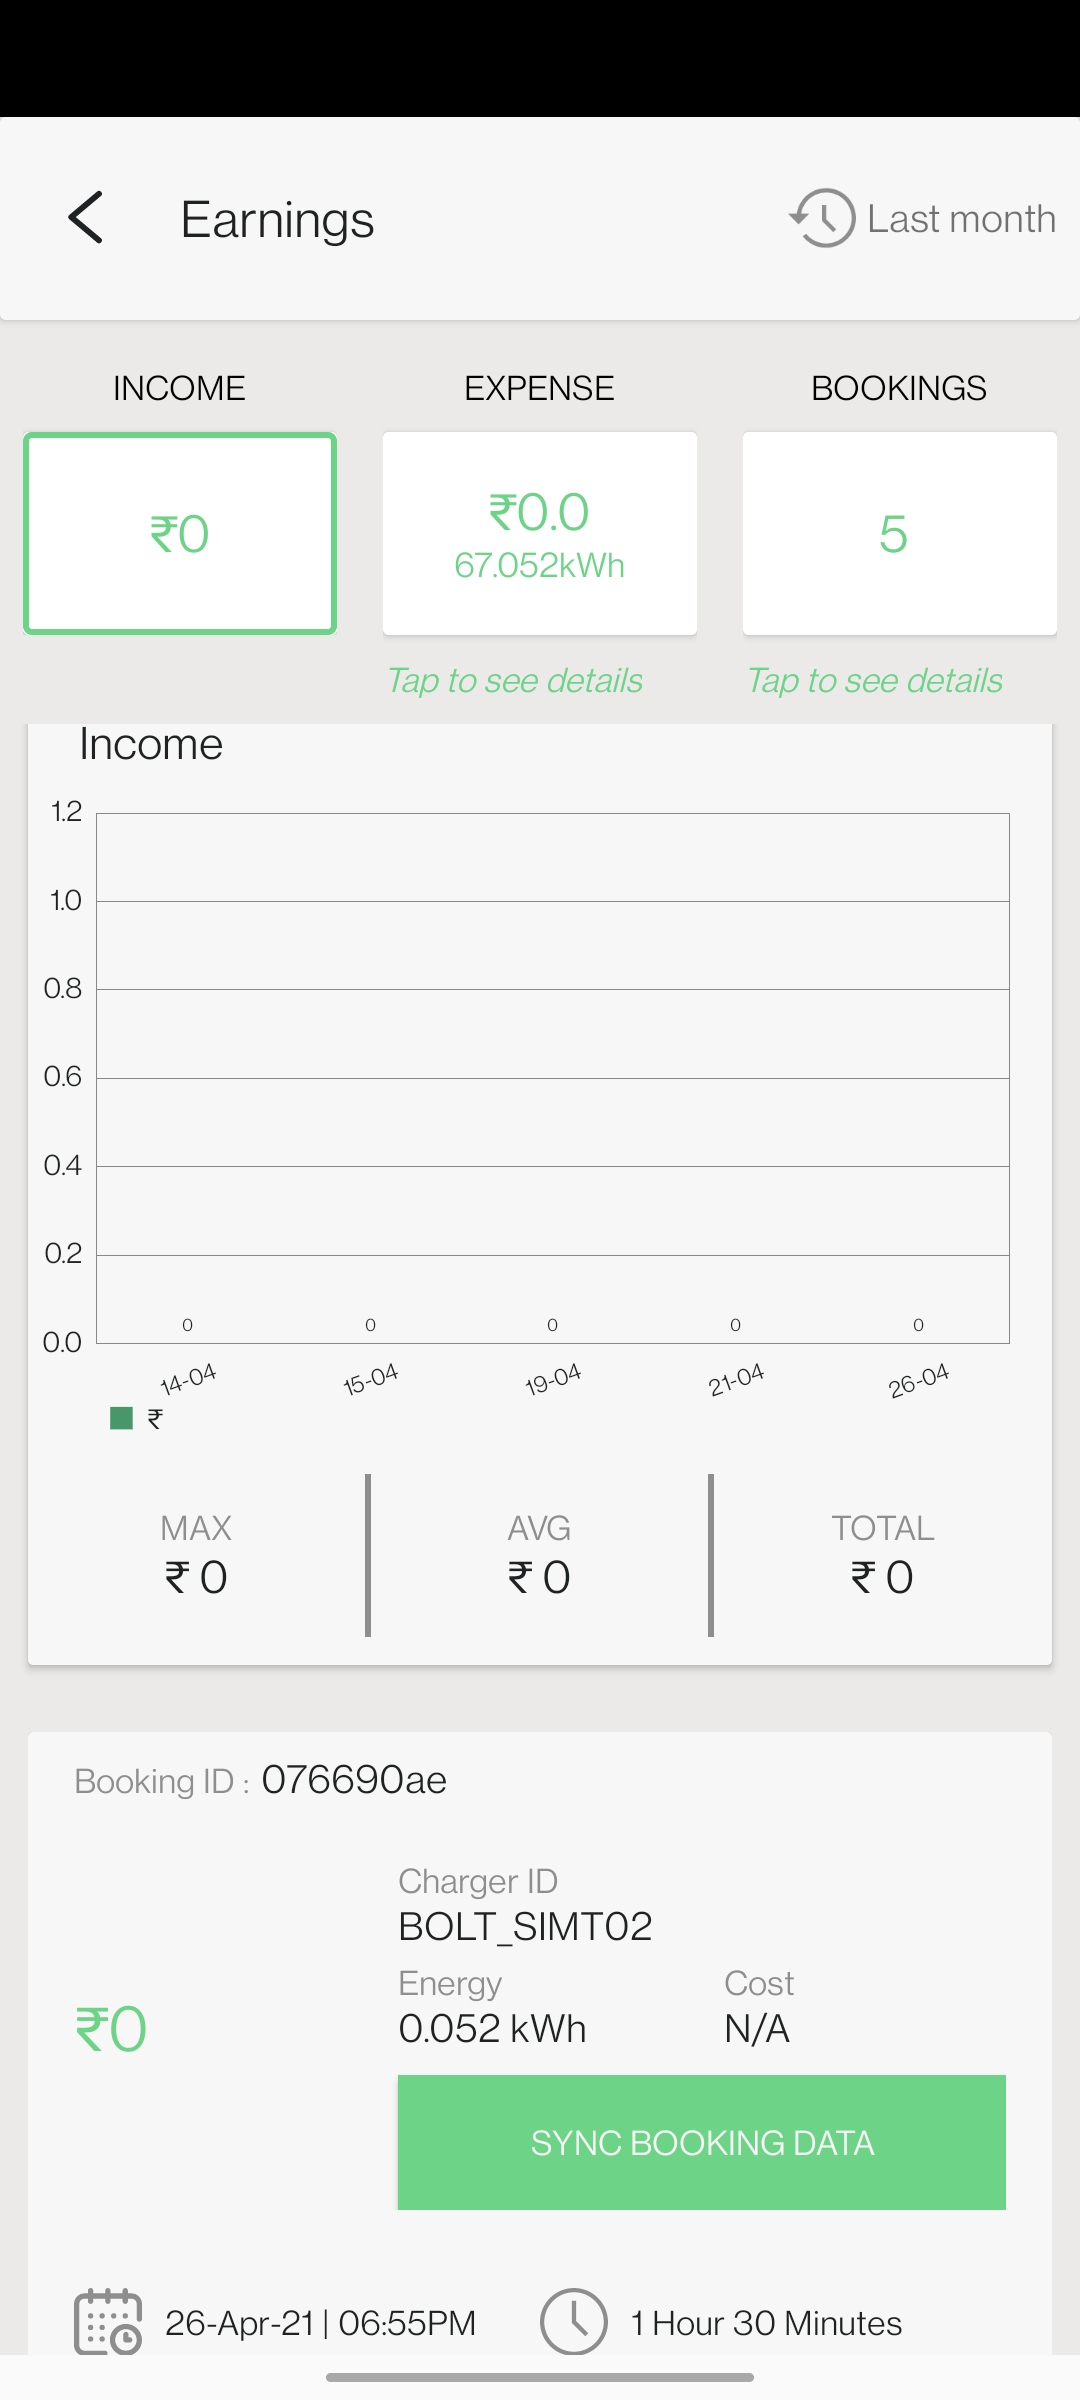 Earnings
Last month
INCOME
EXPENSE
BOOKINGS
₹0
₹0.0
67.052kWh
5
Tap to see details
Tap to see details
Income
1.2
1.0
0.8
0.6
0.4
0.2
0.0
0 0 0 0 0
14-04 15-04 19-04 21-04 26-04
₹
MAX
₹ 0
AVG
₹ 0
TOTAL
₹ 0
Booking ID : 076690ae
Charger ID
BOLT_SIMT02
Energy
0.052 kWh
Cost
N/A
₹0
SYNC BOOKING DATA
26-Apr-21 | 06:55PM
1 Hour 30 Minutes